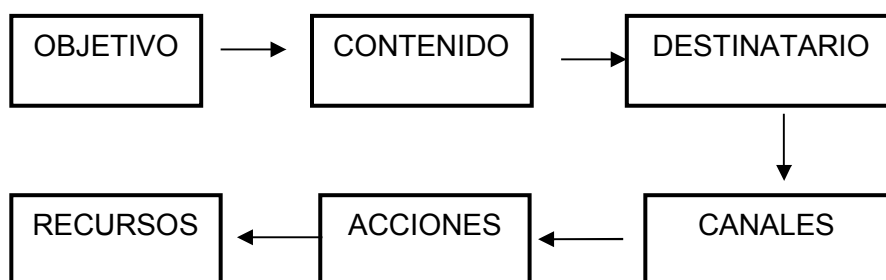 OBJETIVO
CONTENIDO
DESTINATARIO
CANALES
ACCIONES
RECURSOS